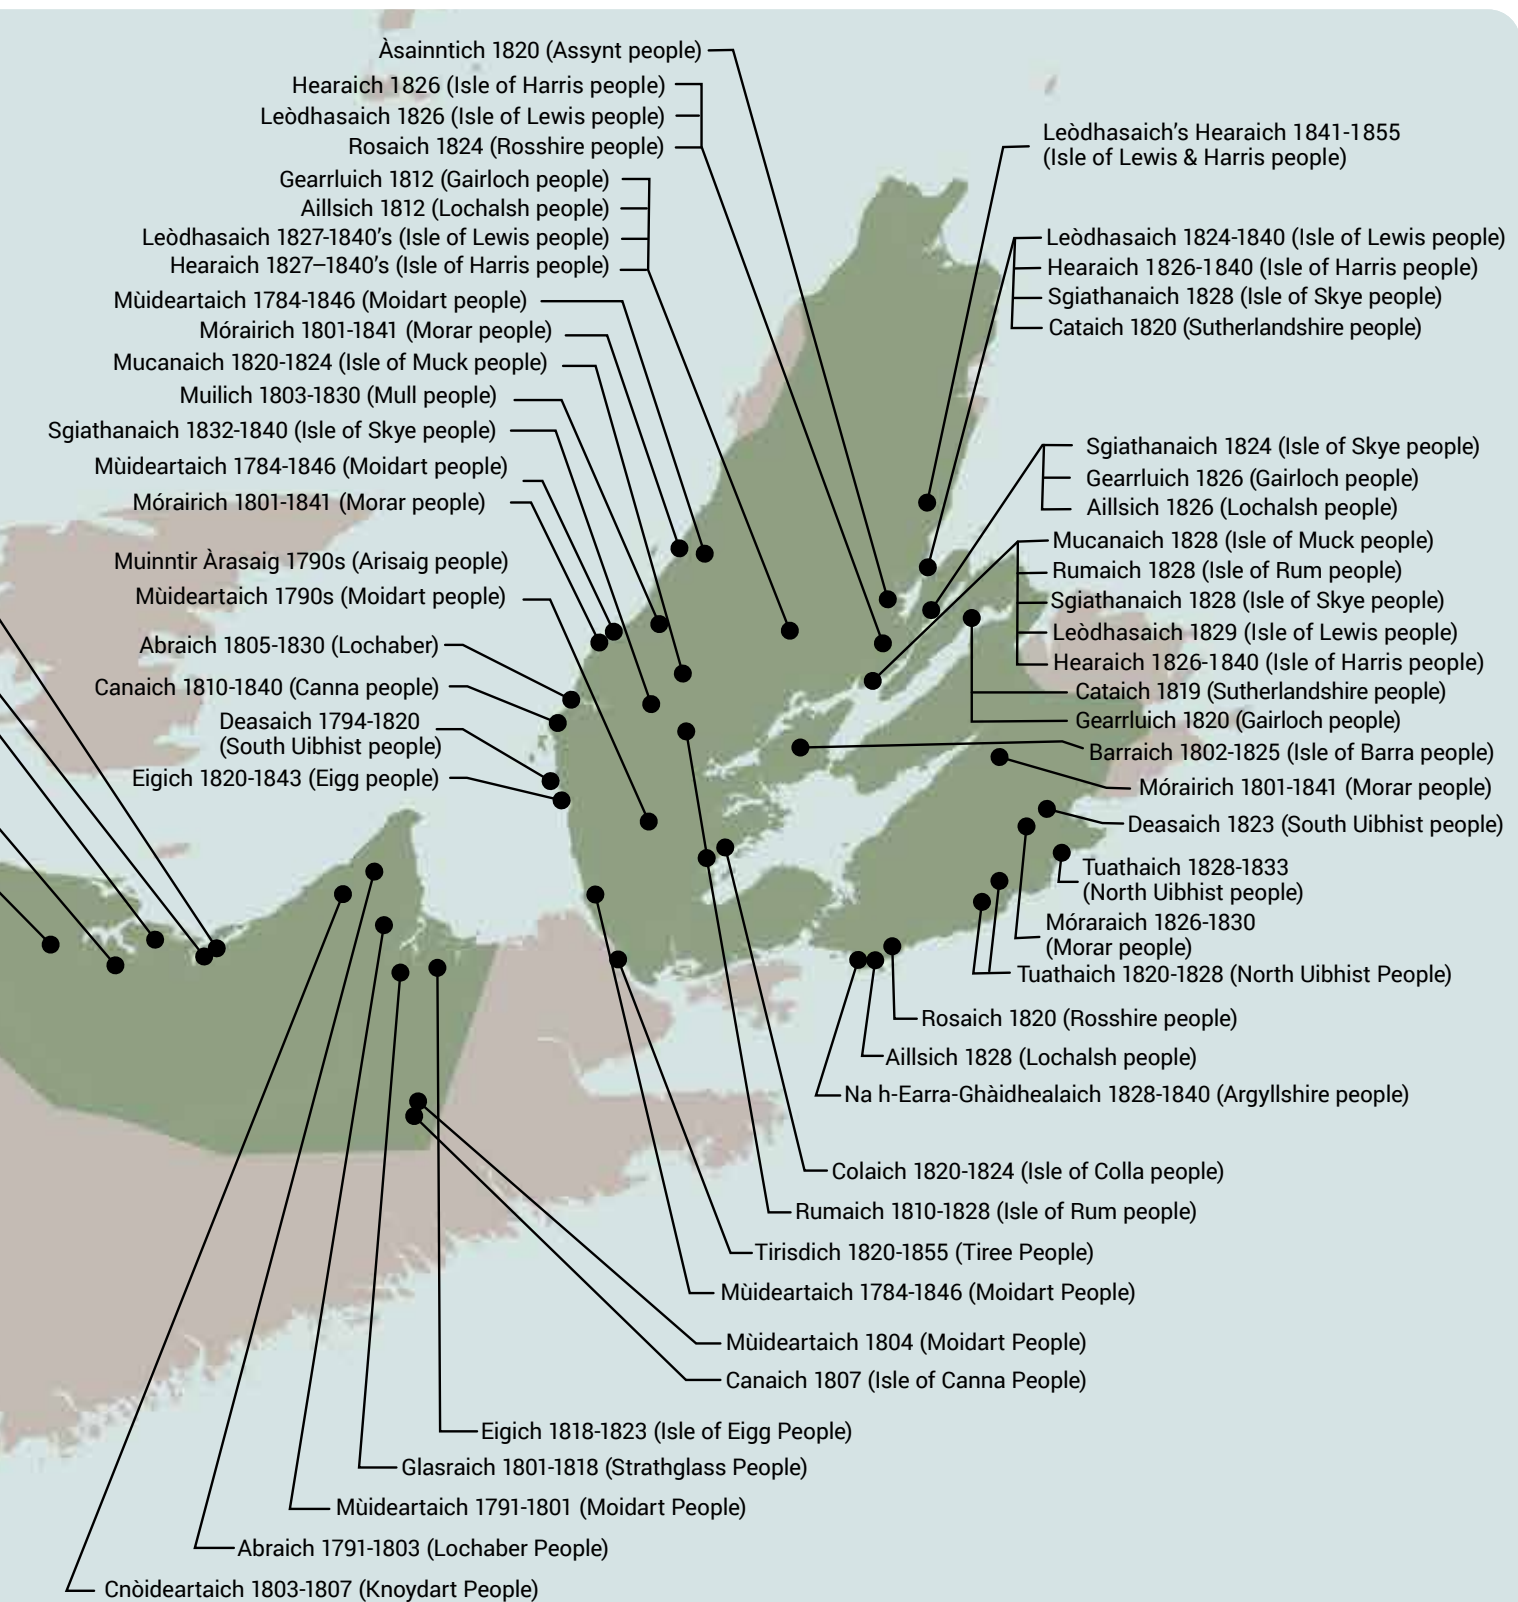 Àsainntich 1820 (Assynt people)
Hearaich 1826 (Isle of Harris people)
Leòdhasaich 1826 (Isle of Lewis people)
Rosaich 1824 (Rosshire people)
Gearrluich 1812 (Gairloch people)
Aillsich 1812 (Lochalsh people)
Leòdhasaich 1827-1840's (Isle of Lewis people)
Hearaich 1827–1840's (Isle of Harris people)
Mùideartaich 1784-1846 (Moidart people)
Mórairich 1801-1841 (Morar people)
Mucanaich 1820-1824 (Isle of Muck people)
Muilich 1803-1830 (Mull people)
Sgiathanaich 1832-1840 (Isle of Skye people)
Mùideartaich 1784-1846 (Moidart people)
Mórairich 1801-1841 (Morar people)
Muinntir Àrasaig 1790s (Arisaig people)
Mùideartaich 1790s (Moidart people)
Abraich 1805-1830 (Lochaber)
Canaich 1810-1840 (Canna people)
Deasaich 1794-1820
(South Uibhist people)
Eigich 1820-1843 (Eigg people)
Leòdhasaich's Hearaich 1841-1855
(Isle of Lewis & Harris people)
Leòdhasaich 1824-1840 (Isle of Lewis people)
Hearaich 1826-1840 (Isle of Harris people)
Sgiathanaich 1828 (Isle of Skye people)
Cataich 1820 (Sutherlandshire people)
Sgiathanaich 1824 (Isle of Skye people)
Gearrluich 1826 (Gairloch people)
Aillsich 1826 (Lochalsh people)
Mucanaich 1828 (Isle of Muck people)
Rumaich 1828 (Isle of Rum people)
Sgiathanaich 1828 (Isle of Skye people)
Leòdhasaich 1829 (Isle of Lewis people)
Hearaich 1826-1840 (Isle of Harris people)
Cataich 1819 (Sutherlandshire people)
Gearrluich 1820 (Gairloch people)
Barraich 1802-1825 (Isle of Barra people)
Mórairich 1801-1841 (Morar people)
Deasaich 1823 (South Uibhist people)
Tuathaich 1828-1833
(North Uibhist people)
Móraraich 1826-1830
(Morar people)
Tuathaich 1820-1828 (North Uibhist People)
Rosaich 1820 (Rosshire people)
Aillsich 1828 (Lochalsh people)
Na h-Earra-Ghàidhealaich 1828-1840 (Argyllshire people)
Colaich 1820-1824 (Isle of Colla people)
Rumaich 1810-1828 (Isle of Rum people)
Tirisdich 1820-1855 (Tiree People)
Mùideartaich 1784-1846 (Moidart People)
Mùideartaich 1804 (Moidart People)
Canaich 1807 (Isle of Canna People)
Eigich 1818-1823 (Isle of Eigg People)
Glasraich 1801-1818 (Strathglass People)
Mùideartaich 1791-1801 (Moidart People)
Abraich 1791-1803 (Lochaber People)
Cnòideartaich 1803-1807 (Knoydart People)